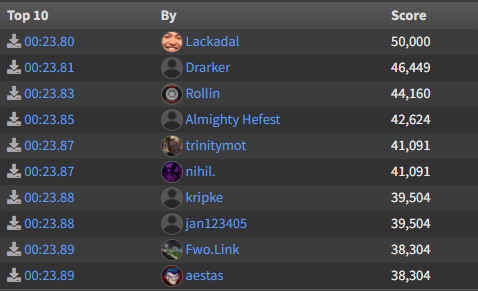 Top 10 By Score
00:23.80 Lackadal 50,000
00:23.81 Drarker 46,449
00:23.83 Rollin 44,160
00:23.85 Almighty Hefest 42,624
00:23.87 trinitymot 41,091
00:23.87 nihil. 41,091
00:23.88 kripke 39,504
00:23.88 jan123405 39,504
00:23.89 Fwo.Link 38,304
00:23.89 aestas 38,304